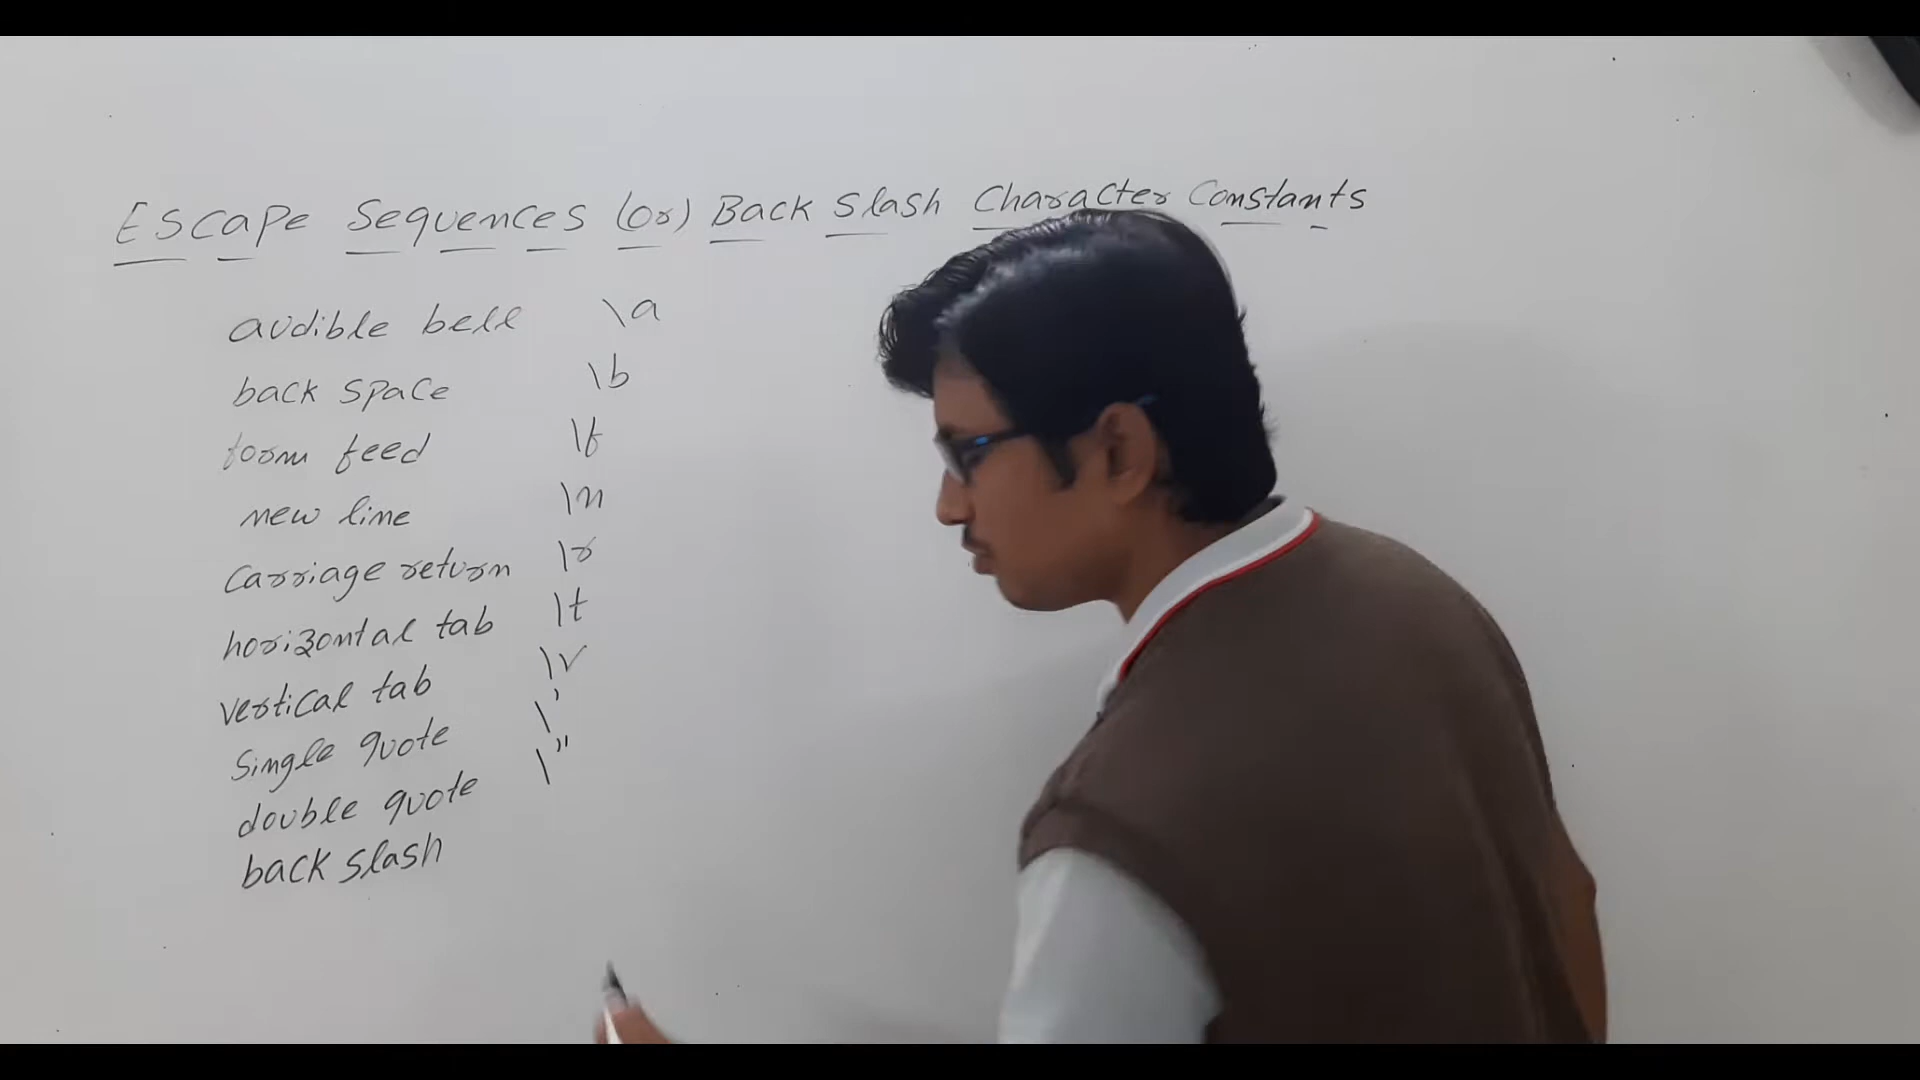 Escape Sequences (or) Back Slash Character Constants
audible bell \a
back space \b
form feed \f
new line \n
carriage return \r
horizontal tab \t
vertical tab \v
Single quote \'
double quote \"
back slash